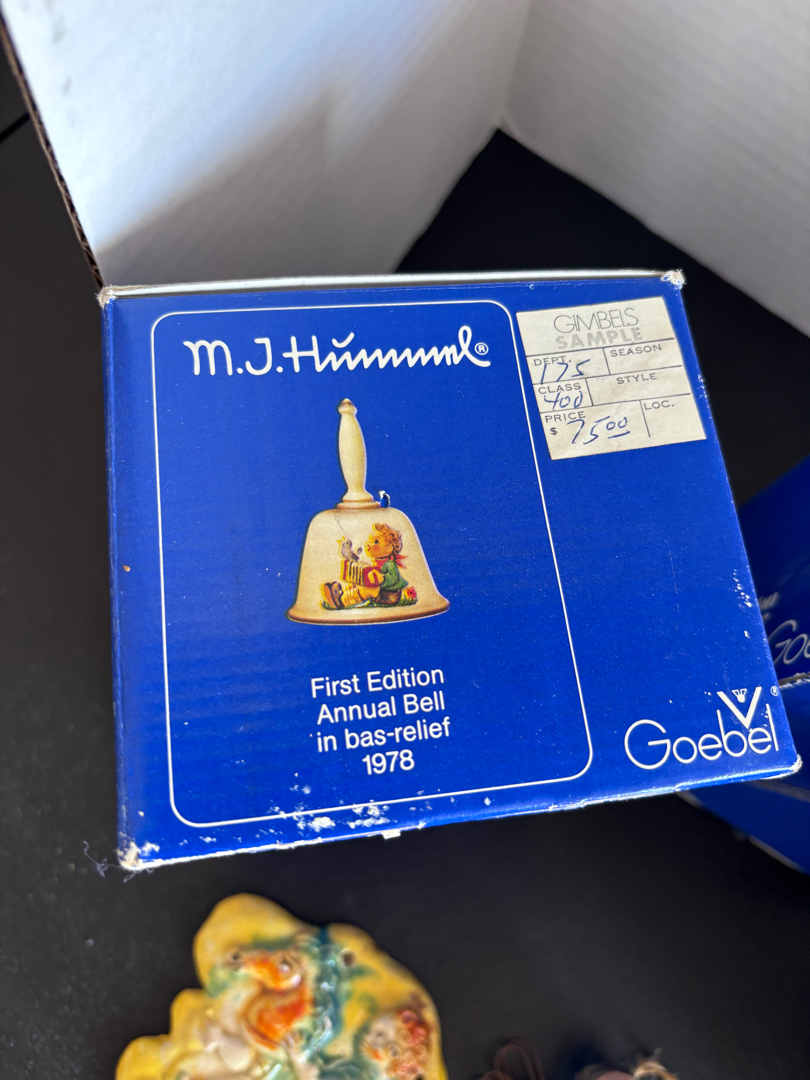 M.J.Hummel®
First Edition
Annual Bell
in bas-relief
1978
GIMBELS
SAMPLE
DEPT. 175 SEASON
CLASS 400 STYLE
PRICE $ 7500 LOC.
Goebel®
Goe